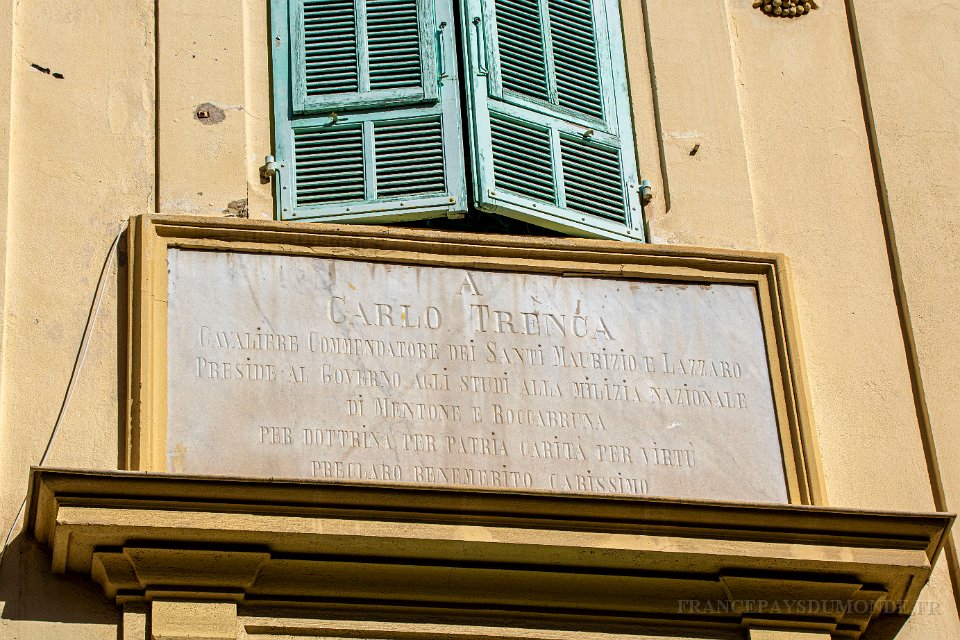 A
CARLO TRENCA
CAVALIERE COMMENDATORE DEI SANTI MAURIZIO E LAZZARO
PRESIDE AL GOVERNO AGLI STUDI ALLA MILIZIA NAZIONALE
DI MENTONE E ROCCABRUNA
PER DOTTRINA PER PATRIA CARITÀ PER VIRTÙ
PRECLARO BENEMERITO CARISSIMO
FRANCEPAYSDUMONDE.FR